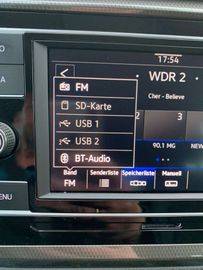 17:54
WDR 2
Cher - Believe
FM
SD-Karte
USB 1
USB 2
BT-Audio
3
90.1 MG
NEW
Band
FM
Senderliste
Speicherliste
Manuell
MENU